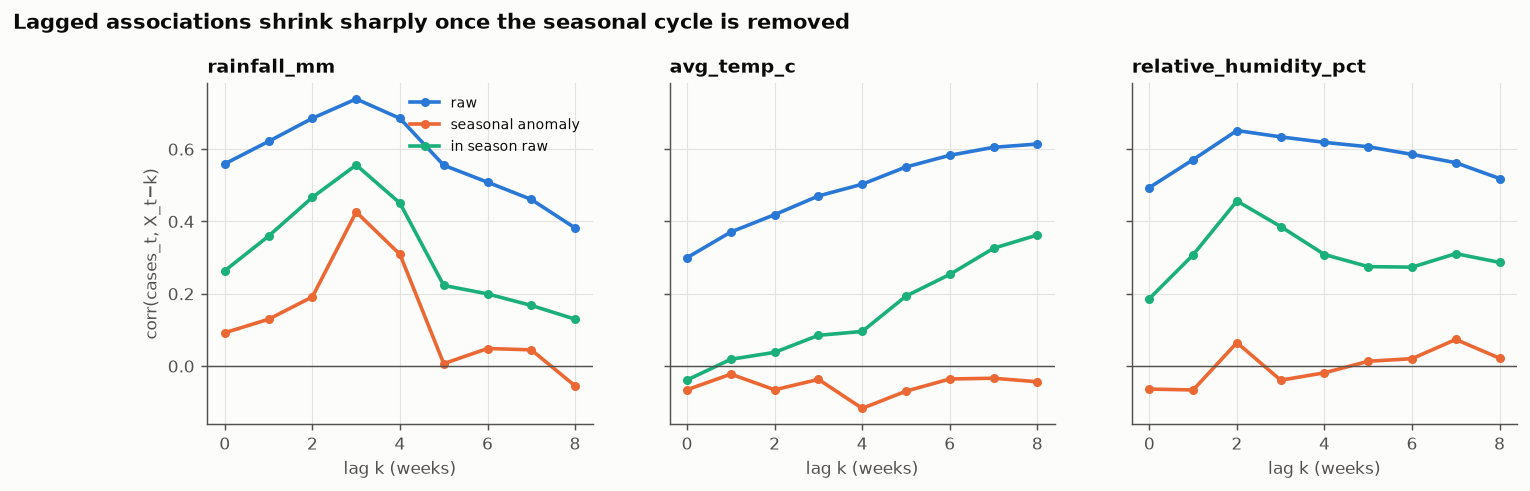 Lagged associations shrink sharply once the seasonal cycle is removed
rainfall_mm
avg_temp_c
relative_humidity_pct
raw
seasonal anomaly
in season raw
corr(cases_t, X_t−k)
0.6
0.4
0.2
0.0
0 2 4 6 8
0 2 4 6 8
0 2 4 6 8
lag k (weeks)
lag k (weeks)
lag k (weeks)